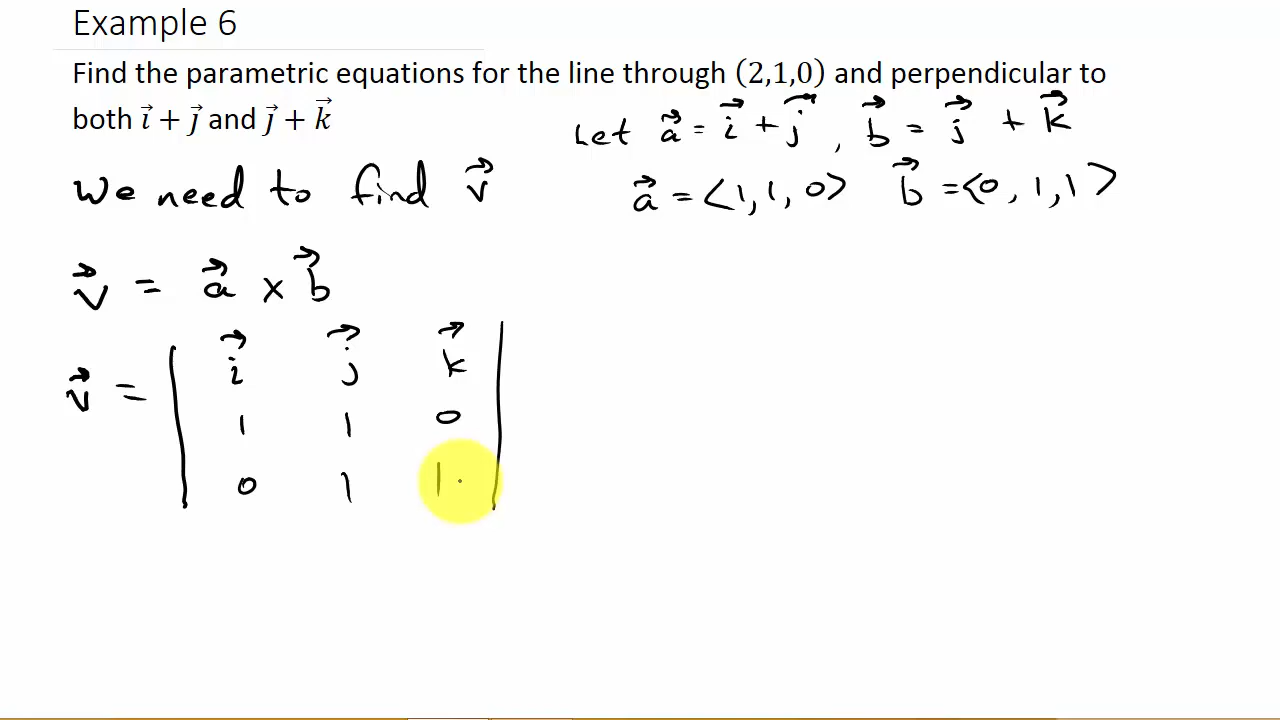 Example 6
Find the parametric equations for the line through (2,1,0) and perpendicular to
both i⃗ + j⃗ and j⃗ + k⃗
Let a⃗ = i⃗ + j⃗ , b⃗ = j⃗ + k⃗
We need to find v⃗
a⃗ = <1, 1, 0> b⃗ = <0, 1, 1>
v⃗ = a⃗ × b⃗
v⃗ = | i⃗ j⃗ k⃗ |
1 1 0
0 1 1